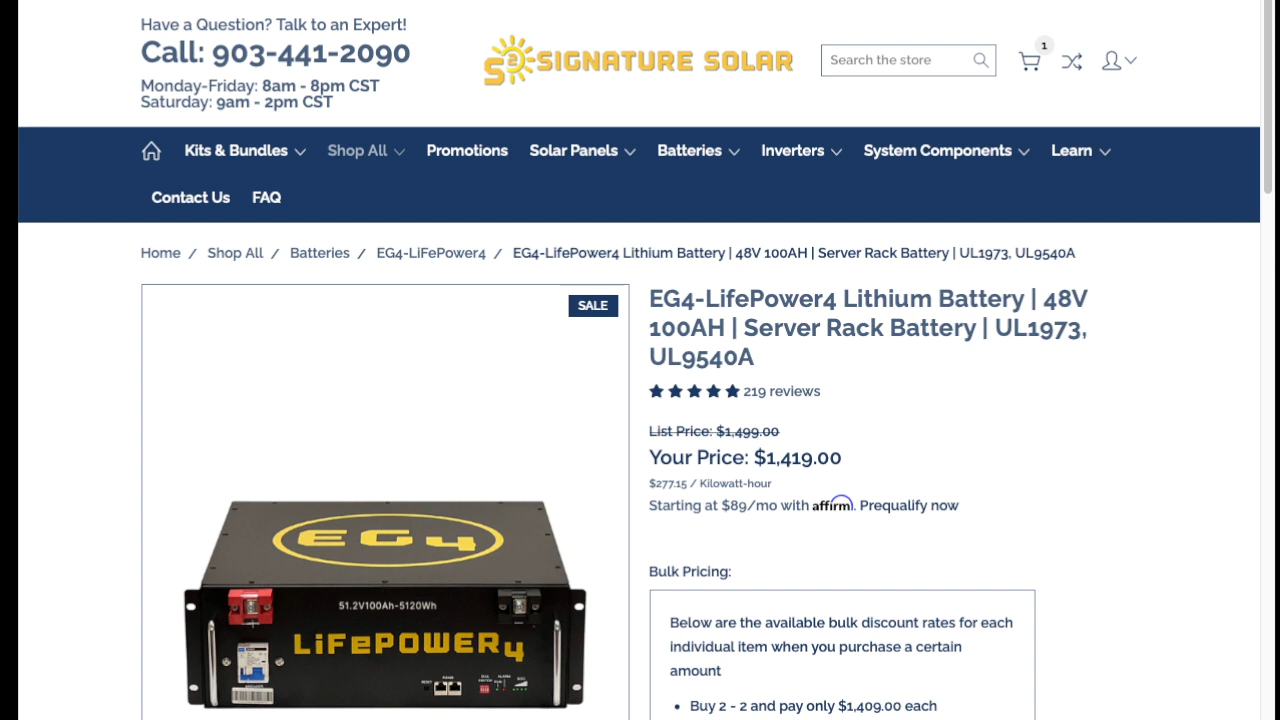 Have a Question? Talk to an Expert!
Call: 903-441-2090
Monday-Friday: 8am - 8pm CST
Saturday: 9am - 2pm CST
S2 SIGNATURE SOLAR
Search the store
1
Kits & Bundles
Shop All
Promotions
Solar Panels
Batteries
Inverters
System Components
Learn
Contact Us
FAQ
Home / Shop All / Batteries / EG4-LiFePower4 / EG4-LifePower4 Lithium Battery | 48V 100AH | Server Rack Battery | UL1973, UL9540A
SALE
EG4
51.2V100Ah-5120Wh
LiFePOWER4
RESET
EG4-LifePower4 Lithium Battery | 48V
100AH | Server Rack Battery | UL1973,
UL9540A
219 reviews
List Price: $1,499.00
Your Price: $1,419.00
$277.15 / Kilowatt-hour
Starting at $89/mo with affirm. Prequalify now
Bulk Pricing:
Below are the available bulk discount rates for each
individual item when you purchase a certain
amount
• Buy 2 - 2 and pay only $1,409.00 each